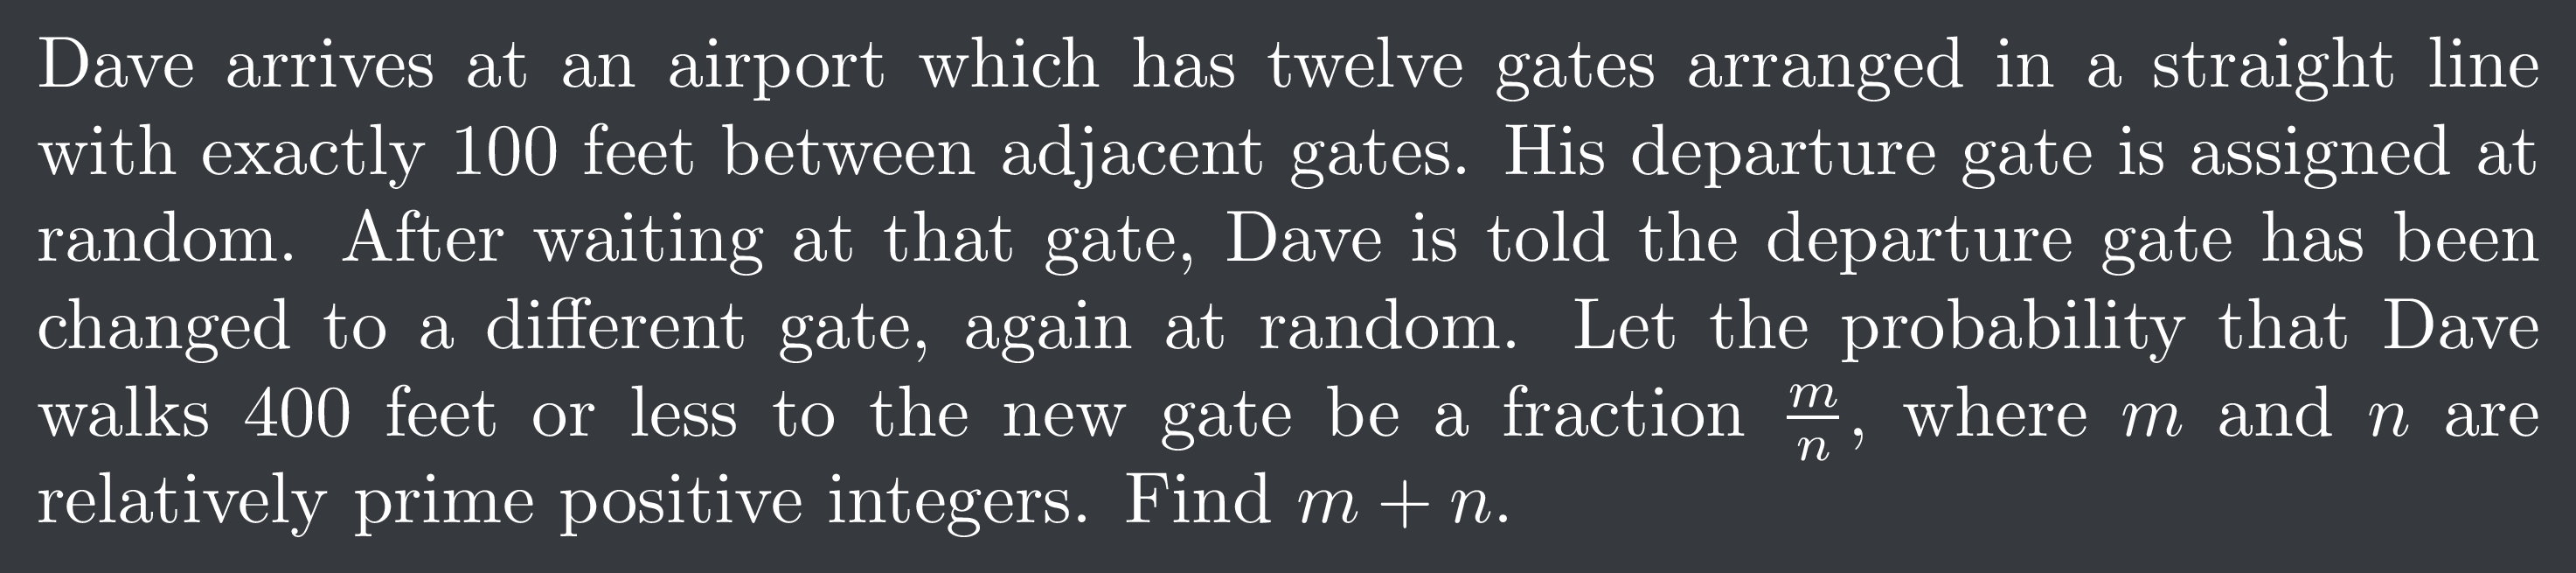 Dave arrives at an airport which has twelve gates arranged in a straight line
with exactly 100 feet between adjacent gates. His departure gate is assigned at
random. After waiting at that gate, Dave is told the departure gate has been
changed to a different gate, again at random. Let the probability that Dave
walks 400 feet or less to the new gate be a fraction $\frac{m}{n}$, where $m$ and $n$ are
relatively prime positive integers. Find $m + n$.